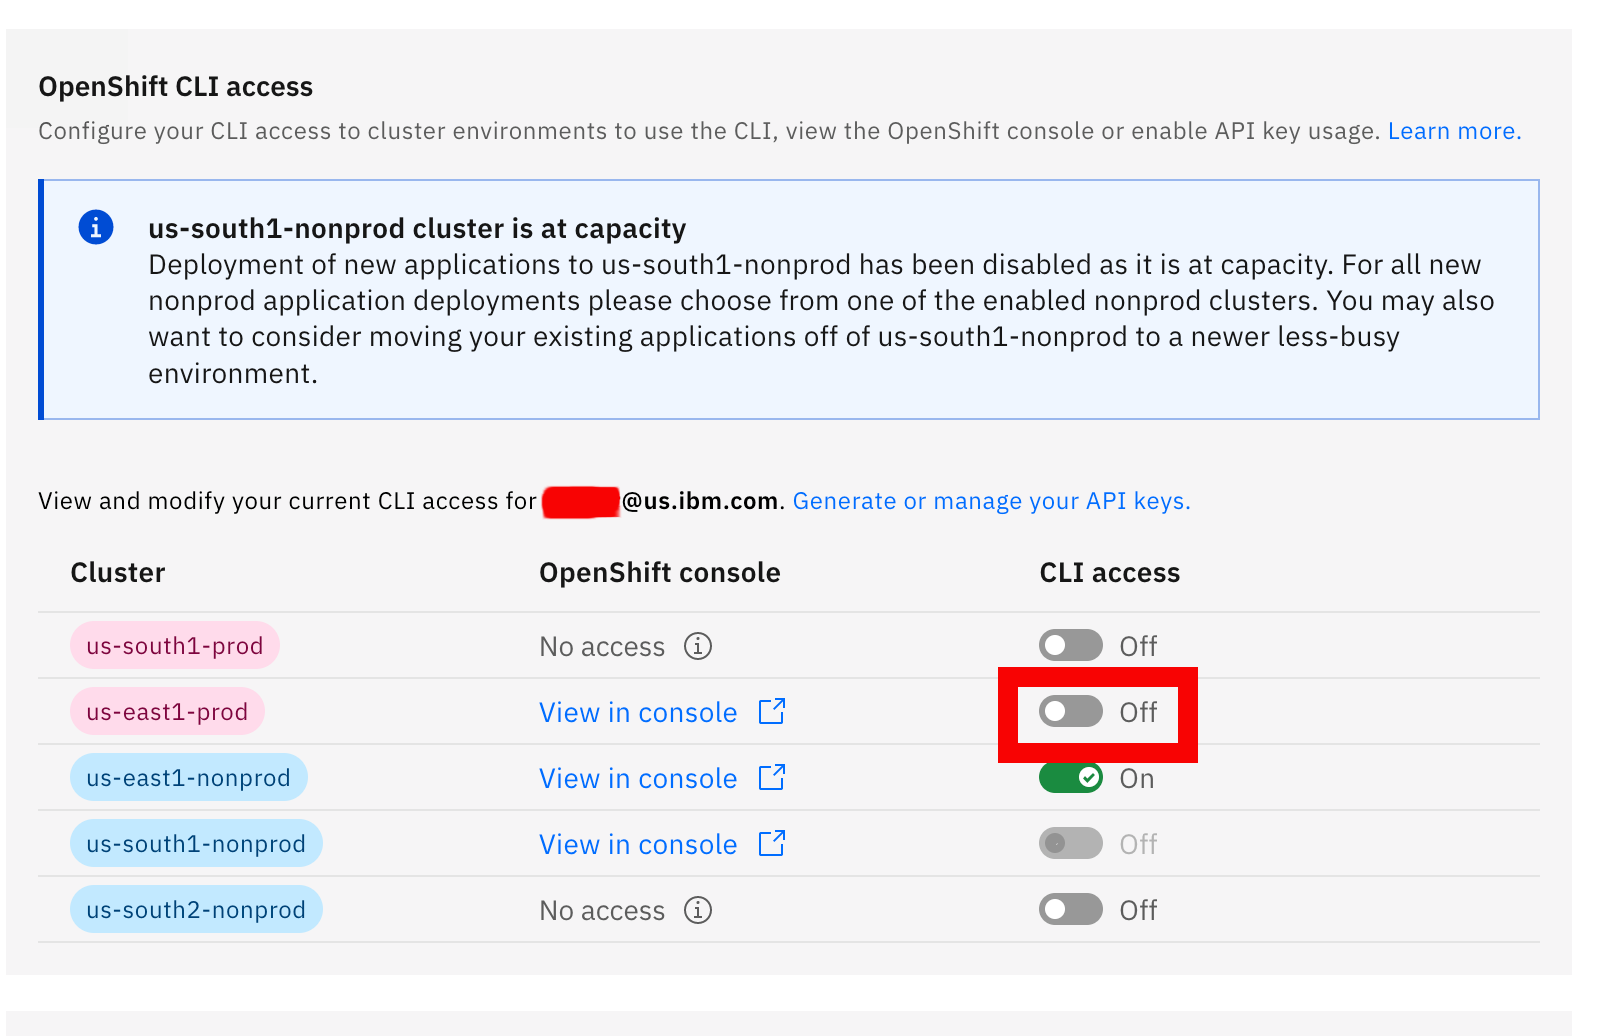 OpenShift CLI access
Configure your CLI access to cluster environments to use the CLI, view the OpenShift console or enable API key usage. Learn more.
us-south1-nonprod cluster is at capacity
Deployment of new applications to us-south1-nonprod has been disabled as it is at capacity. For all new
nonprod application deployments please choose from one of the enabled nonprod clusters. You may also
want to consider moving your existing applications off of us-south1-nonprod to a newer less-busy
environment.
View and modify your current CLI access for @us.ibm.com. Generate or manage your API keys.
Cluster OpenShift console CLI access
us-south1-prod No access Off
us-east1-prod View in console Off
us-east1-nonprod View in console On
us-south1-nonprod View in console Off
us-south2-nonprod No access Off